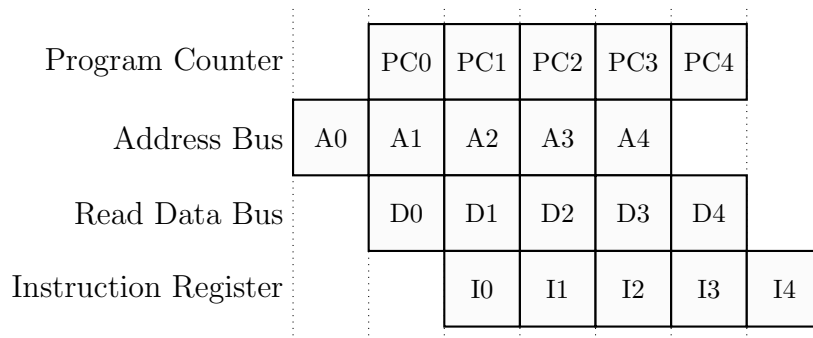 Program Counter PC0 PC1 PC2 PC3 PC4
Address Bus A0 A1 A2 A3 A4
Read Data Bus D0 D1 D2 D3 D4
Instruction Register I0 I1 I2 I3 I4